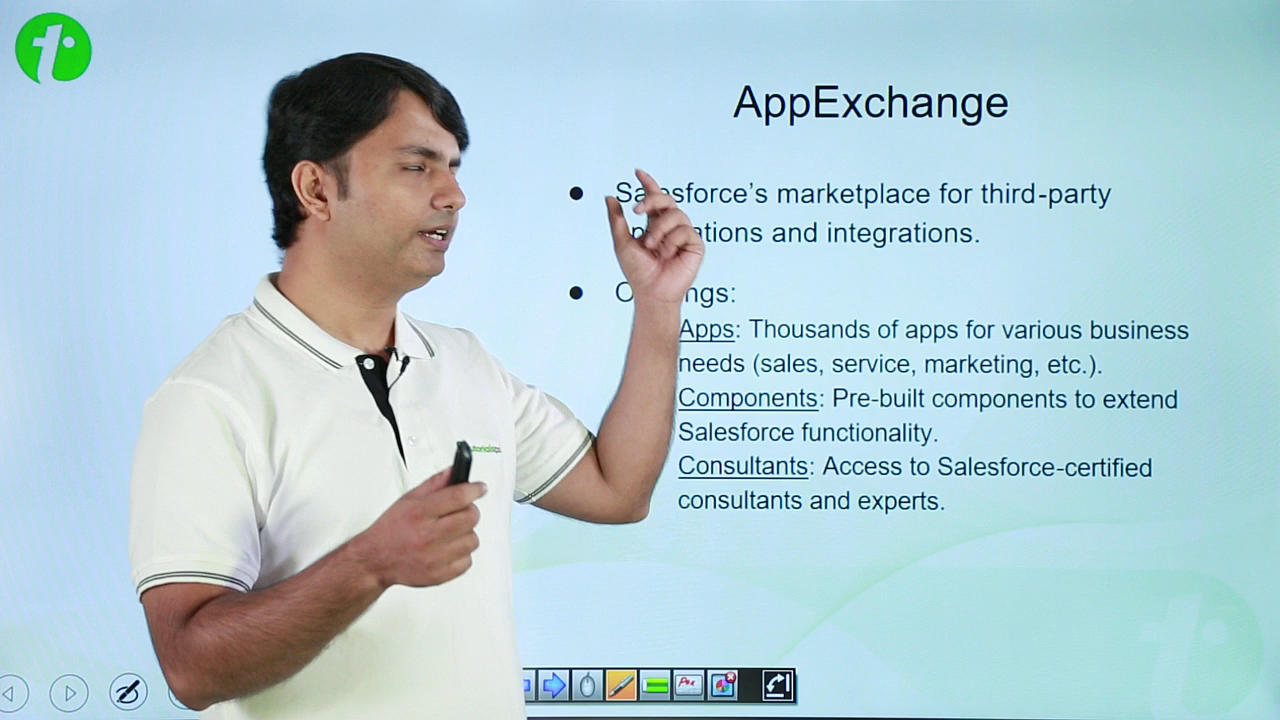 AppExchange
Salesforce’s marketplace for third-party
and integrations.
Apps: Thousands of apps for various business
needs (sales, service, marketing, etc.).
Components: Pre-built components to extend
Salesforce functionality.
Consultants: Access to Salesforce-certified
consultants and experts.